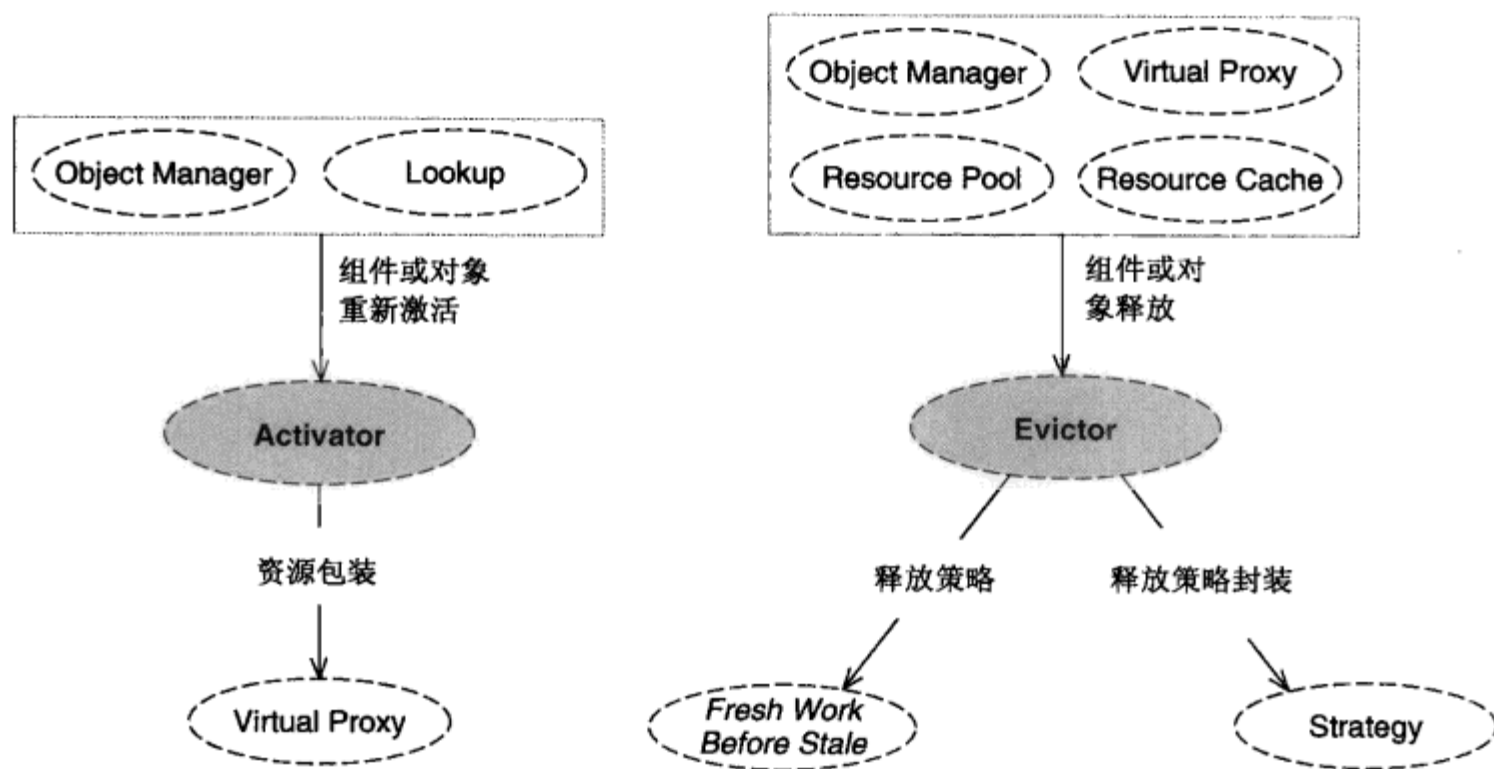 Object Manager
Lookup
组件或对象
重新激活
Activator
资源包装
Virtual Proxy
Object Manager
Virtual Proxy
Resource Pool
Resource Cache
组件或对
象释放
Evictor
释放策略
释放策略封装
Fresh Work
Before Stale
Strategy